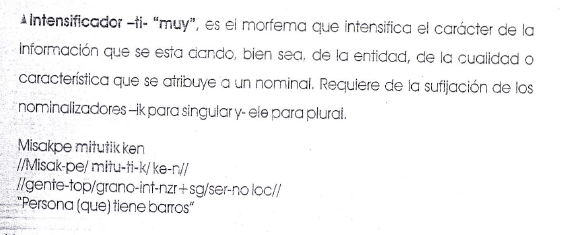 ▲Intensificador –ti- “muy”, es el morfema que intensifica el carácter de la
información que se esta dando, bien sea, de la entidad, de la cualidad o
característica que se atribuye a un nominal. Requiere de la sufijación de los
nominalizadores –ik para singular y- ele para plural.
Misakpe mitutik ken
//Misak-pe/ mitu-ti-k/ ke-n//
//gente-top/grano-int-nzr+sg/ser-no loc//
“Persona (que) tiene barros”